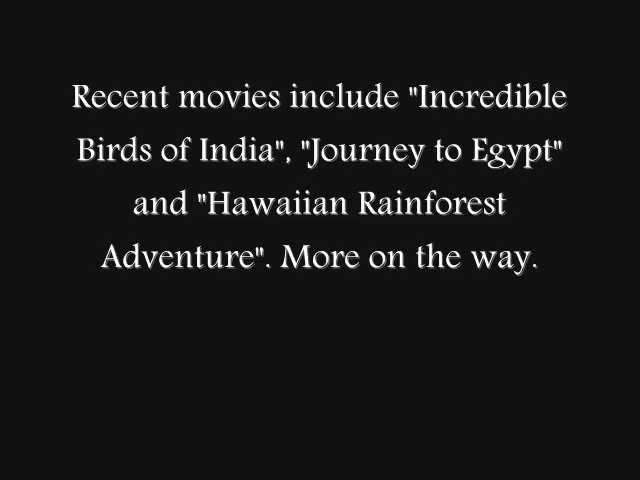 Recent movies include "Incredible
Birds of India", "Journey to Egypt"
and "Hawaiian Rainforest
Adventure". More on the way.